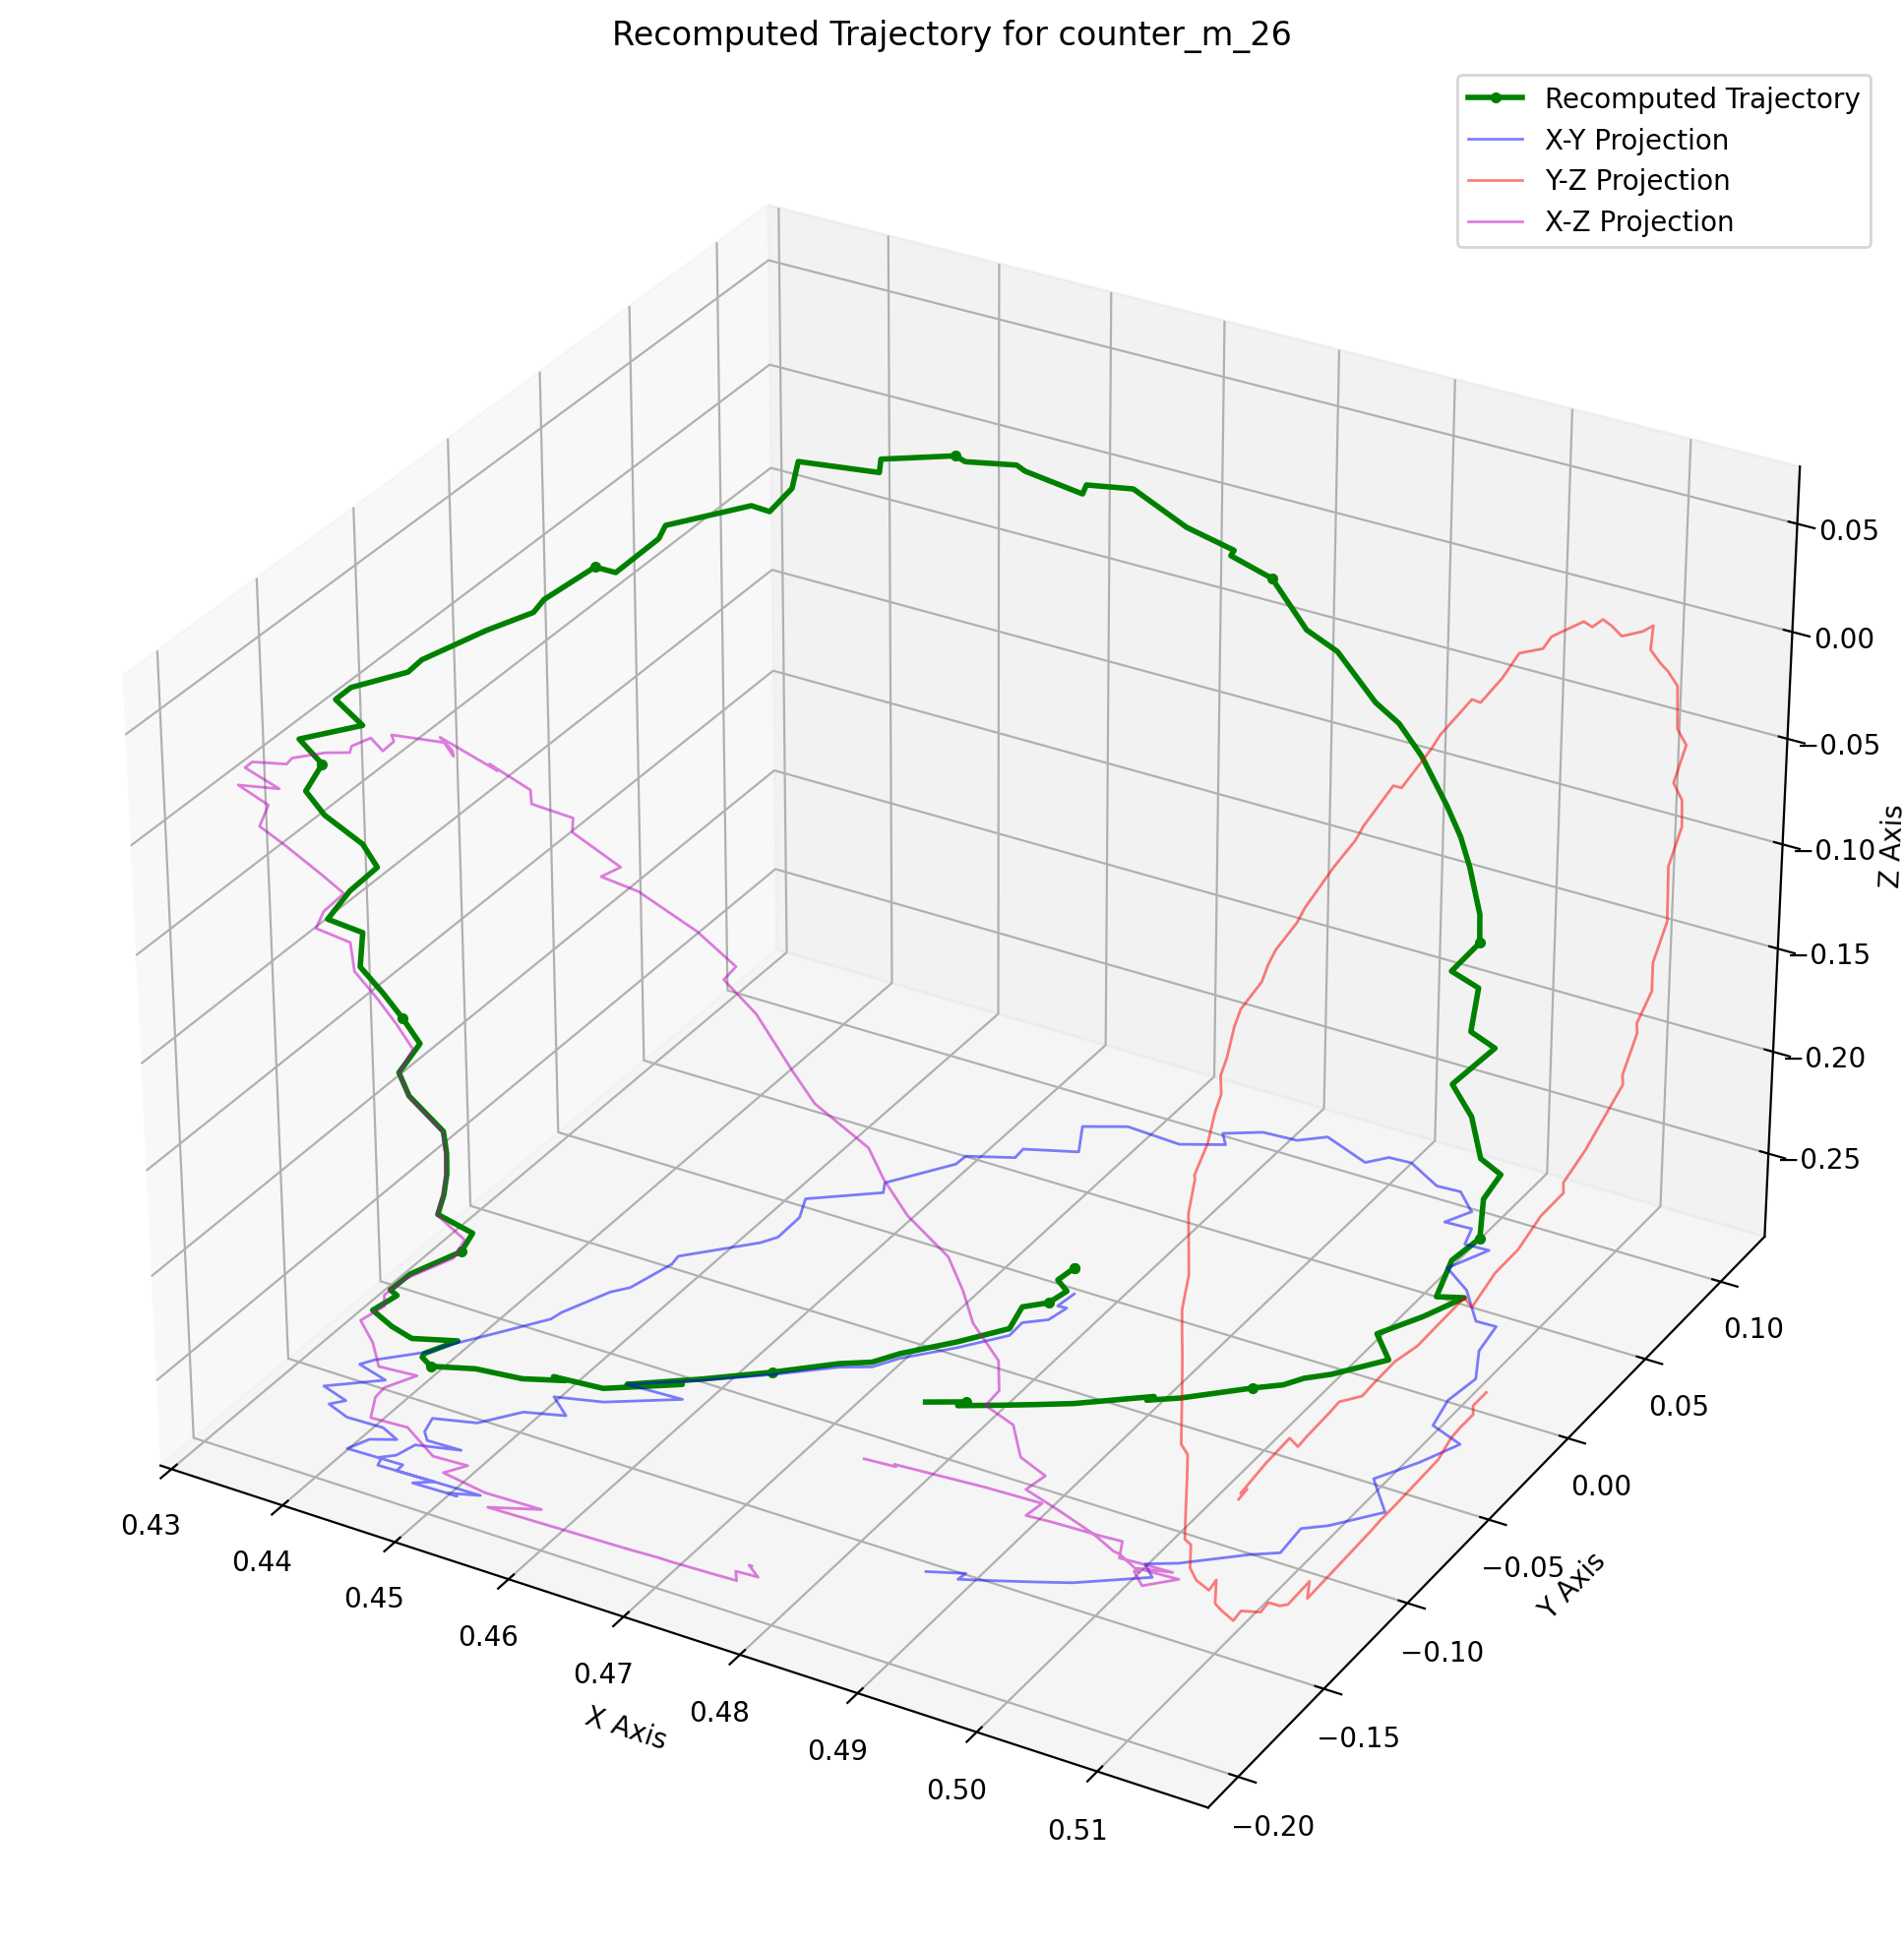 Recomputed Trajectory for counter_m_26
Recomputed Trajectory
X-Y Projection
Y-Z Projection
X-Z Projection
0.05
0.00
−0.05
−0.10
−0.15
−0.20
−0.25
Z Axis
0.10
0.05
0.00
−0.05
−0.10
−0.15
−0.20
Y Axis
0.43
0.44
0.45
0.46
0.47
0.48
0.49
0.50
0.51
X Axis